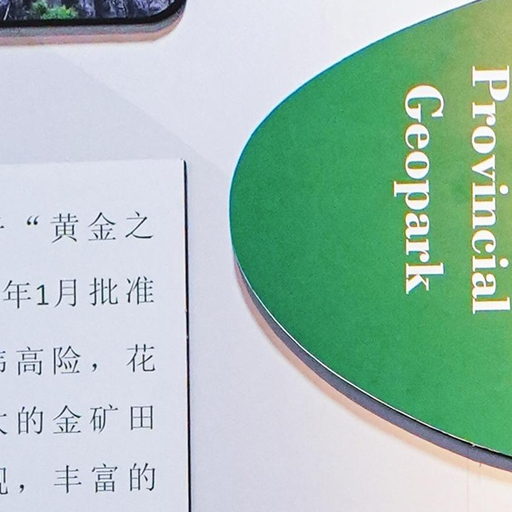 “黄金之
年1月批准
高险，花
的金矿田
，丰富的
Provincial
Geopark